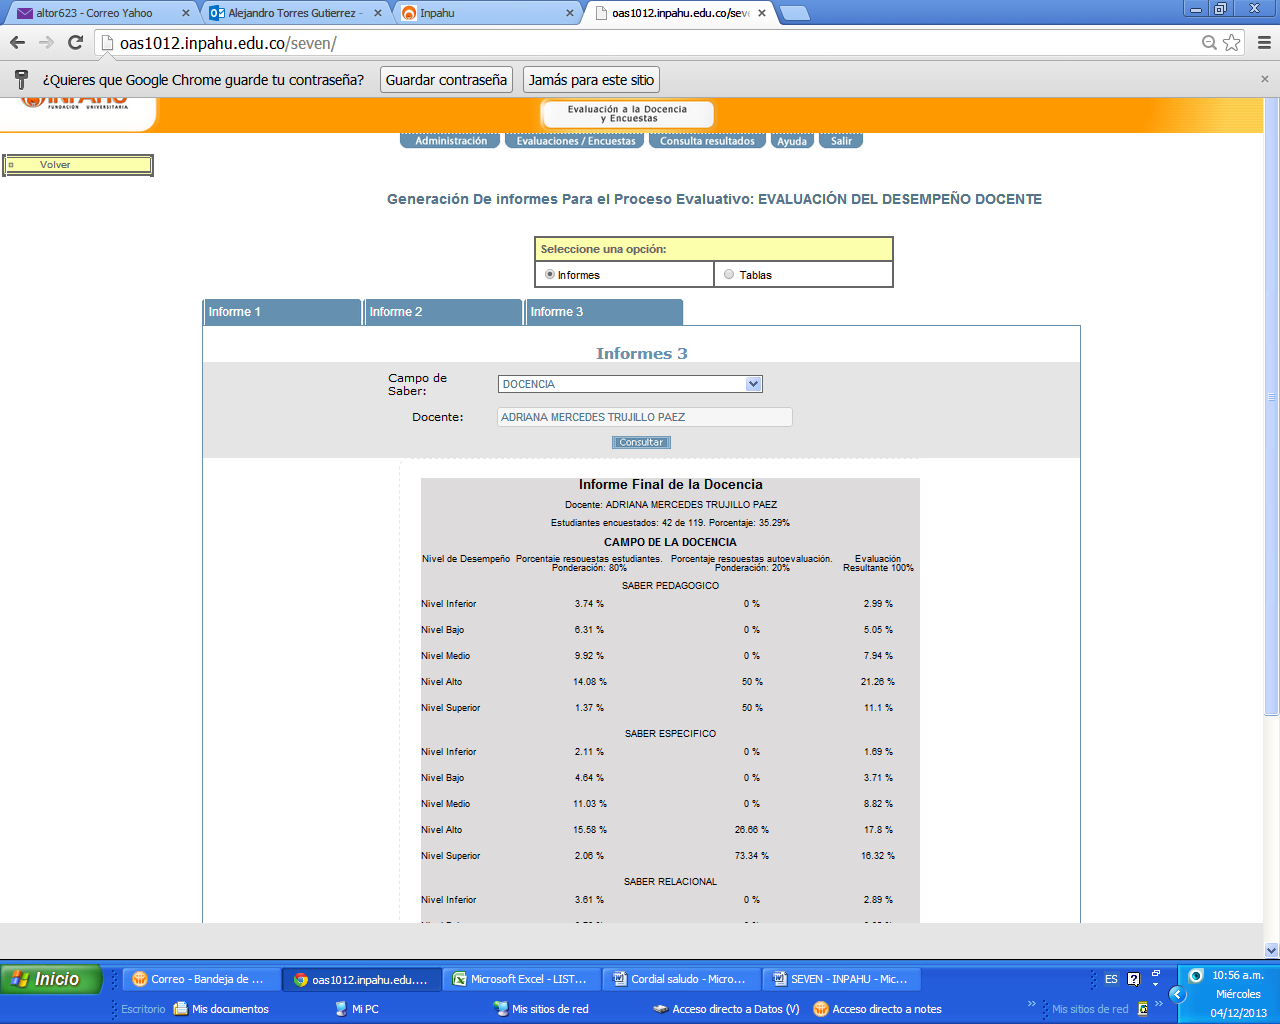 altor623 - Correo Yahoo
Alejandro Torres Gutierrez -
Inpahu
oas1012.inpahu.edu.co/seve
oas1012.inpahu.edu.co/seven/
¿Quieres que Google Chrome guarde tu contraseña?
Guardar contraseña
Jamás para este sitio
INPAHU
FUNDACIÓN UNIVERSITARIA
Evaluación a la Docencia
y Encuestas
Administración
Evaluaciones / Encuestas
Consulta resultados
Ayuda
Salir
Volver
Generación De informes Para el Proceso Evaluativo: EVALUACIÓN DEL DESEMPEÑO DOCENTE
Seleccione una opción:
Informes
Tablas
Informe 1
Informe 2
Informe 3
Informes 3
Campo de
Saber:
DOCENCIA
Docente:
ADRIANA MERCEDES TRUJILLO PAEZ
Consultar
Informe Final de la Docencia
Docente: ADRIANA MERCEDES TRUJILLO PAEZ
Estudiantes encuestados: 42 de 119. Porcentaje: 35.29%
CAMPO DE LA DOCENCIA
Nivel de Desempeño Porcentaje respuestas estudiantes. Porcentaje respuestas autoevaluación. Evaluación
Ponderación: 80% Ponderación: 20% Resultante 100%
SABER PEDAGOGICO
Nivel Inferior 3.74 % 0 % 2.99 %
Nivel Bajo 6.31 % 0 % 5.05 %
Nivel Medio 9.92 % 0 % 7.94 %
Nivel Alto 14.08 % 50 % 21.26 %
Nivel Superior 1.37 % 50 % 11.1 %
SABER ESPECIFICO
Nivel Inferior 2.11 % 0 % 1.69 %
Nivel Bajo 4.64 % 0 % 3.71 %
Nivel Medio 11.03 % 0 % 8.82 %
Nivel Alto 15.58 % 26.66 % 17.8 %
Nivel Superior 2.06 % 73.34 % 16.32 %
SABER RELACIONAL
Nivel Inferior 3.61 % 0 % 2.89 %
Inicio
Correo - Bandeja de ...
oas1012.inpahu.edu....
Microsoft Excel - LIST...
Cordial saludo - Micro...
SEVEN - INPAHU - Mic...
ES
10:56 a.m.
Miércoles
04/12/2013
Escritorio
Mis documentos
Mi PC
Mis sitios de red
Acceso directo a Datos (V)
Acceso directo a notes
Mis sitios de red